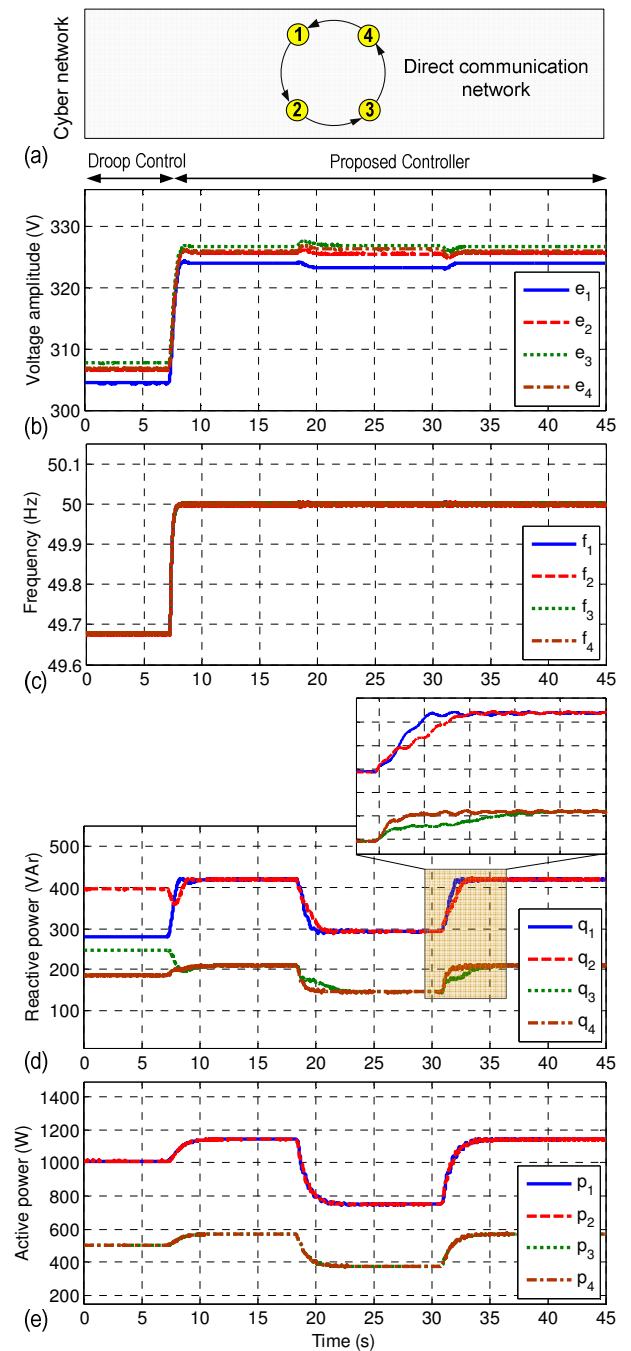 Cyber network
1
4
Direct communication
network
2
3
(a)
Droop Control
Proposed Controller
Voltage amplitude (V)
330
320
310
300
0 5 10 15 20 25 30 35 40 45
e1
e2
e3
e4
(b)
Frequency (Hz)
50.1
50
49.9
49.8
49.7
49.6
0 5 10 15 20 25 30 35 40 45
f1
f2
f3
f4
(c)
Reactive power (VAr)
500
400
300
200
100
0 5 10 15 20 25 30 35 40 45
q1
q2
q3
q4
(d)
Active power (W)
1400
1200
1000
800
600
400
200
0 5 10 15 20 25 30 35 40 45
p1
p2
p3
p4
(e)
Time (s)